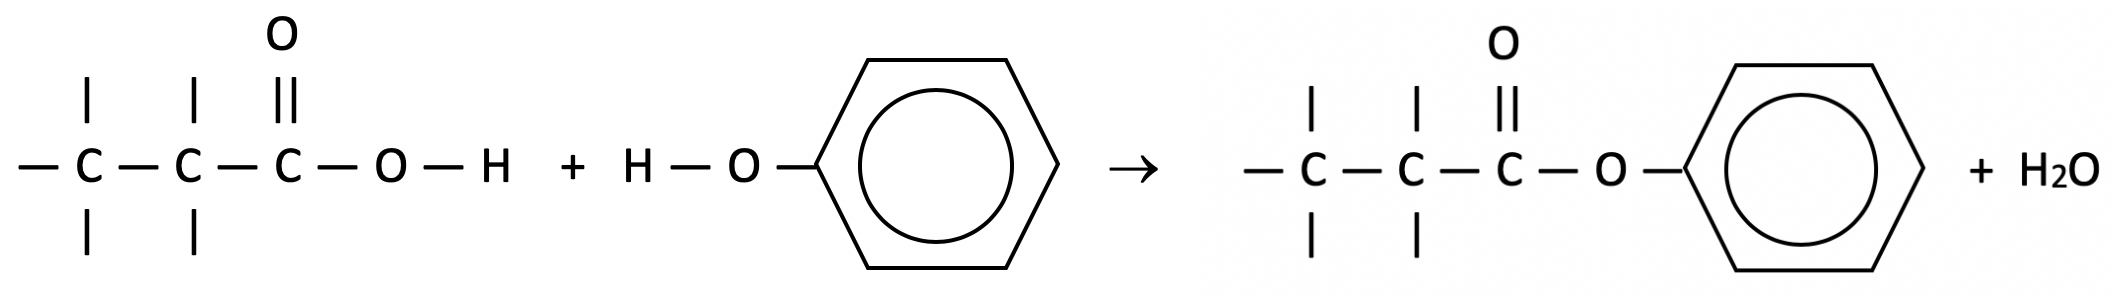 O O
C C C O H + H O → C C C O + H₂O